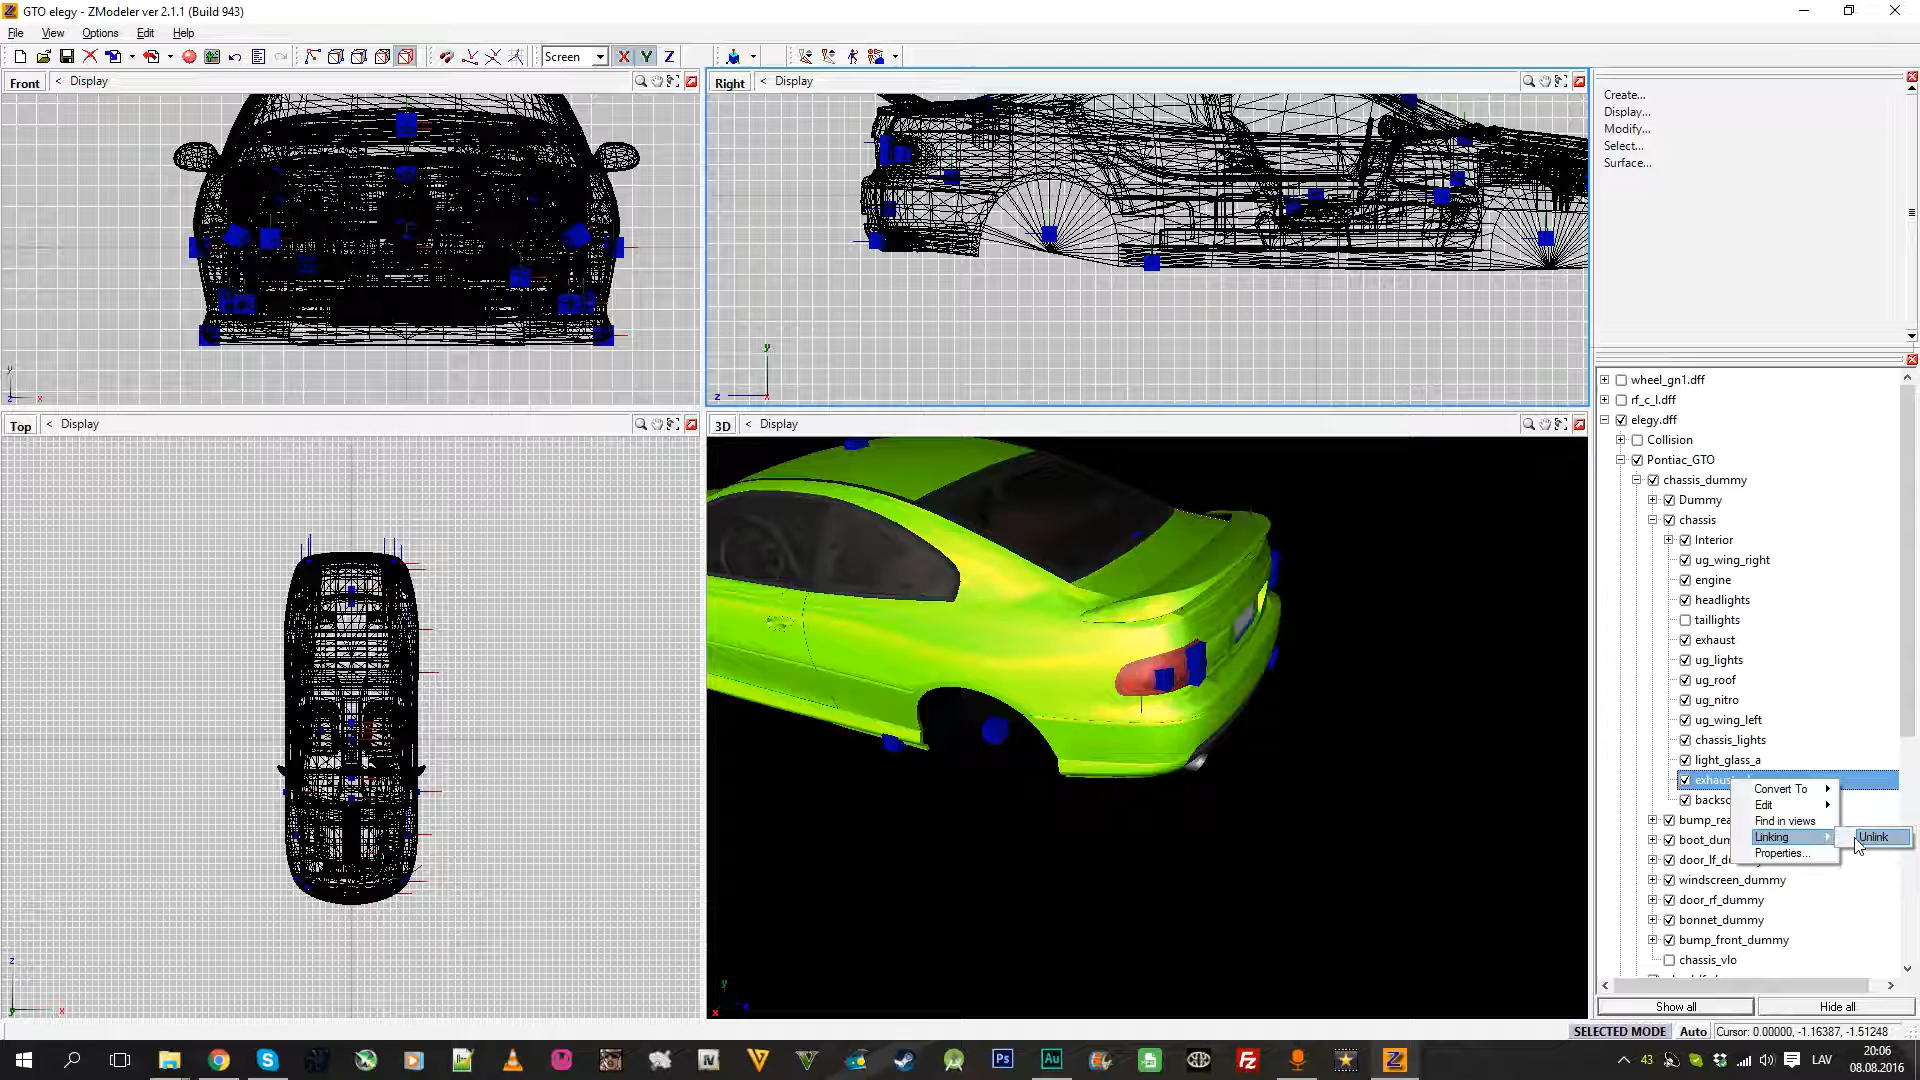 GTO elegy - ZModeler ver 2.1.1 (Build 943)
File View Options Edit Help
Screen X Y Z
Front < Display
Right < Display
Top < Display
3D < Display
Create...
Display...
Modify...
Select...
Surface...
wheel_gn1.dff
rf_c_l.dff
elegy.dff
Collision
Pontiac_GTO
chassis_dummy
Dummy
chassis
Interior
ug_wing_right
engine
headlights
taillights
exhaust
ug_lights
ug_roof
ug_nitro
ug_wing_left
chassis_lights
light_glass_a
windscreen_dummy
door_rf_dummy
bonnet_dummy
bump_front_dummy
chassis_vlo
Convert To
Edit
Find in views
Linking
Properties...
Unlink
Show all
Hide all
SELECTED MODE Auto Cursor: 0.00000, -1.16387, -1.51248
43 LAV 20:06
08.08.2016